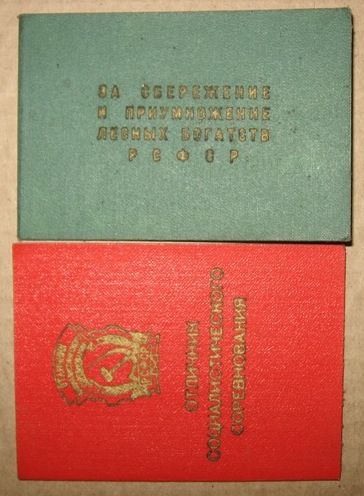 ЗА СБЕРЕЖЕНИЕ
И ПРИУМНОЖЕНИЕ
ЛЕСНЫХ БОГАТСТВ
РСФСР
ОТЛИЧНИК
СОЦИАЛИСТИЧЕСКОГО
СОРЕВНОВАНИЯ